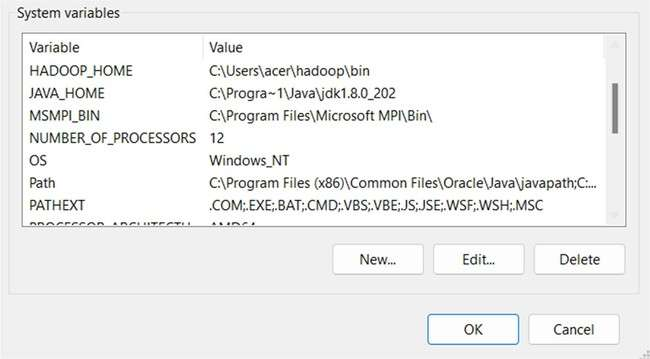 System variables
Variable Value
HADOOP_HOME C:\Users\acer\hadoop\bin
JAVA_HOME C:\Progra~1\Java\jdk1.8.0_202
MSMPI_BIN C:\Program Files\Microsoft MPI\Bin\
NUMBER_OF_PROCESSORS 12
OS Windows_NT
Path C:\Program Files (x86)\Common Files\Oracle\Java\javapath;C:...
PATHEXT .COM;.EXE;.BAT;.CMD;.VBS;.VBE;.JS;.JSE;.WSF;.WSH;.MSC
New... Edit... Delete
OK Cancel